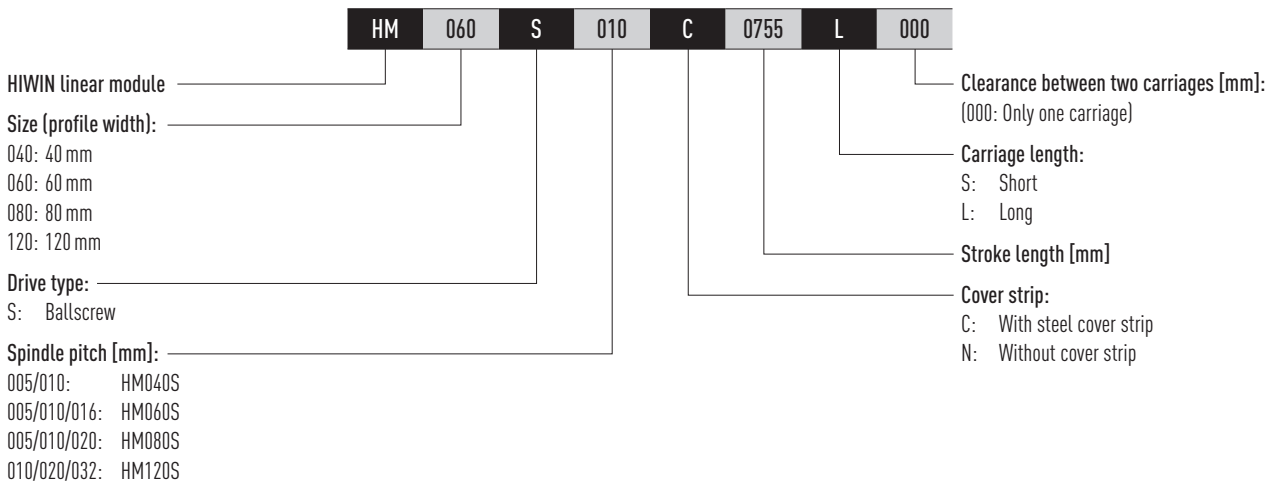 HM 060 S 010 C 0755 L 000
HIWIN linear module
Size (profile width):
040: 40 mm
060: 60 mm
080: 80 mm
120: 120 mm
Drive type:
S: Ballscrew
Spindle pitch [mm]:
005/010: HM040S
005/010/016: HM060S
005/010/020: HM080S
010/020/032: HM120S
Clearance between two carriages [mm]:
(000: Only one carriage)
Carriage length:
S: Short
L: Long
Stroke length [mm]
Cover strip:
C: With steel cover strip
N: Without cover strip